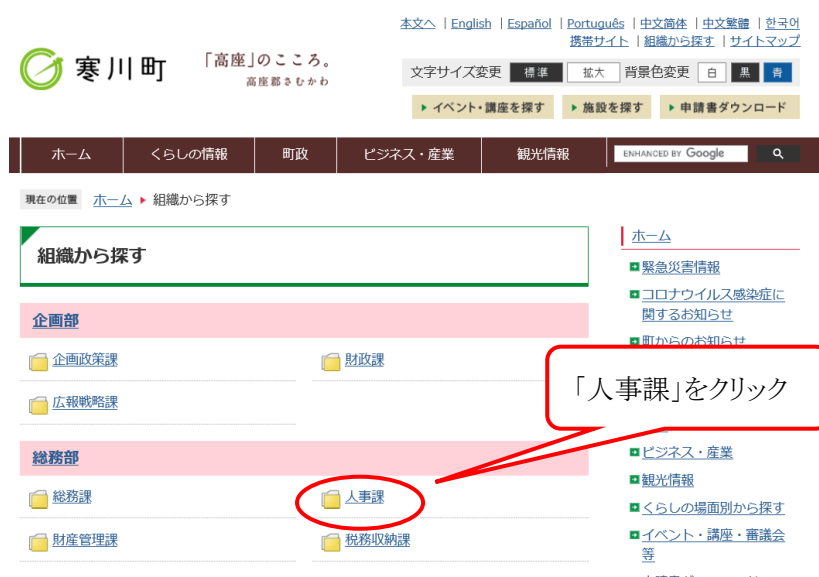 本文へ | English | Español | Português | 中文简体 | 中文繁體 | 한국어
携帯サイト | 組織から探す | サイトマップ
寒川町
「高座」のこころ。
高座郡さむかわ
文字サイズ変更 標準 拡大 背景色変更 白 黒 青
イベント・講座を探す 施設を探す 申請書ダウンロード
ホーム くらしの情報 町政 ビジネス・産業 観光情報 ENHANCED BY Google
現在の位置 ホーム 組織から探す
組織から探す
企画部
企画政策課 財政課
広報戦略課
総務部
総務課 人事課
財産管理課 税務収納課
「人事課」をクリック
ホーム
緊急災害情報
コロナウイルス感染症に
関するお知らせ
町からのお知らせ
ビジネス・産業
観光情報
くらしの場面別から探す
イベント・講座・審議会
等